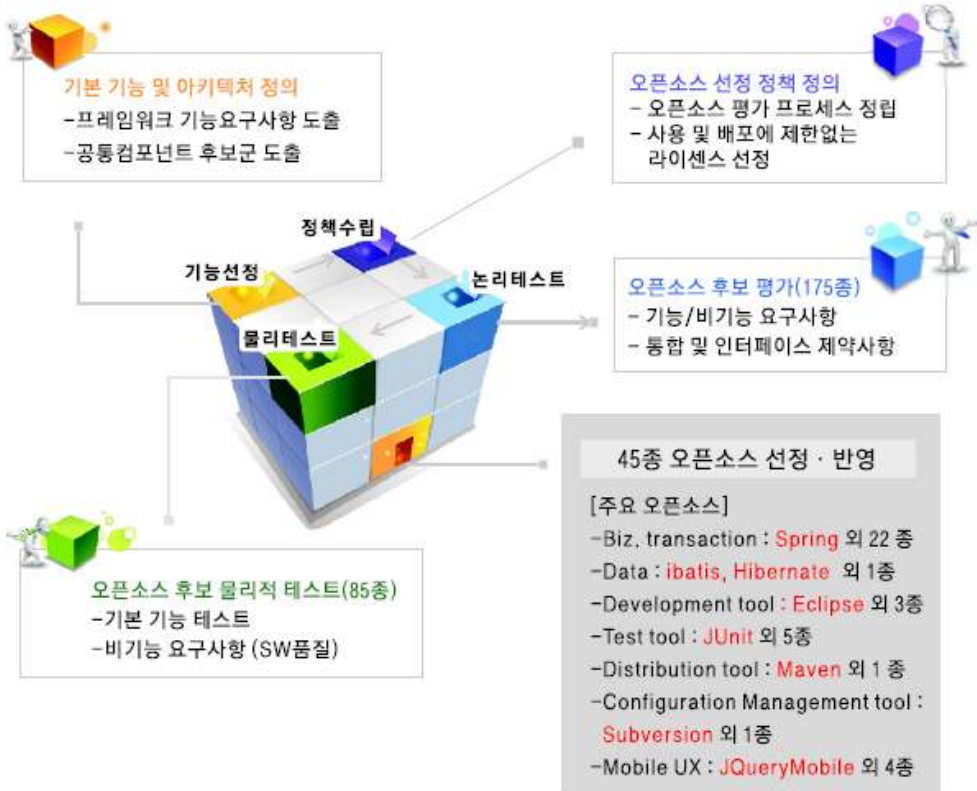 기본 기능 및 아키텍처 정의
-프레임워크 기능요구사항 도출
-공통컴포넌트 후보군 도출
오픈소스 선정 정책 정의
- 오픈소스 평가 프로세스 정립
- 사용 및 배포에 제한없는
라이센스 선정
정책수립
기능선정
논리테스트
물리테스트
오픈소스 후보 평가(175종)
- 기능/비기능 요구사항
- 통합 및 인터페이스 제약사항
오픈소스 후보 물리적 테스트(85종)
-기본 기능 테스트
-비기능 요구사항 (SW품질)
45종 오픈소스 선정 · 반영
[주요 오픈소스]
-Biz, transaction : Spring 외 22 종
-Data : ibatis, Hibernate 외 1종
-Development tool : Eclipse 외 3종
-Test tool : JUnit 외 5종
-Distribution tool : Maven 외 1 종
-Configuration Management tool :
Subversion 외 1종
-Mobile UX : JQueryMobile 외 4종